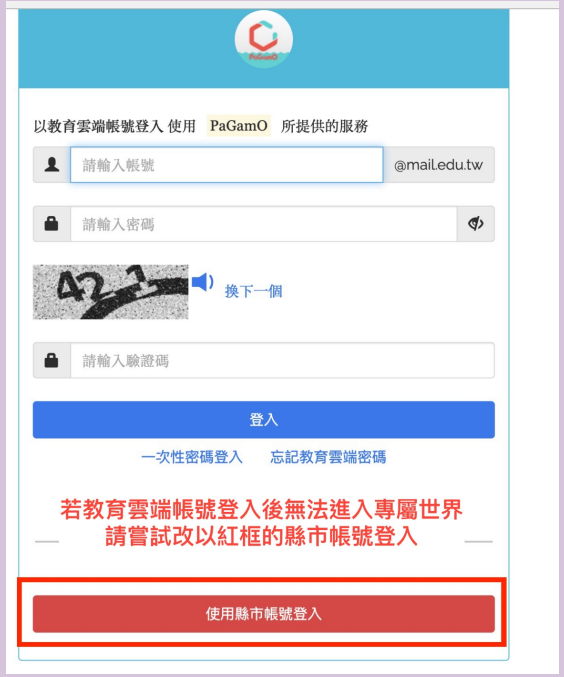 PaGamO
以教育雲端帳號登入 使用 PaGamO 所提供的服務
請輸入帳號 @mail.edu.tw
請輸入密碼
421
換下一個
請輸入驗證碼
登入
一次性密碼登入 忘記教育雲端密碼
若教育雲端帳號登入後無法進入專屬世界
請嘗試改以紅框的縣市帳號登入
使用縣市帳號登入